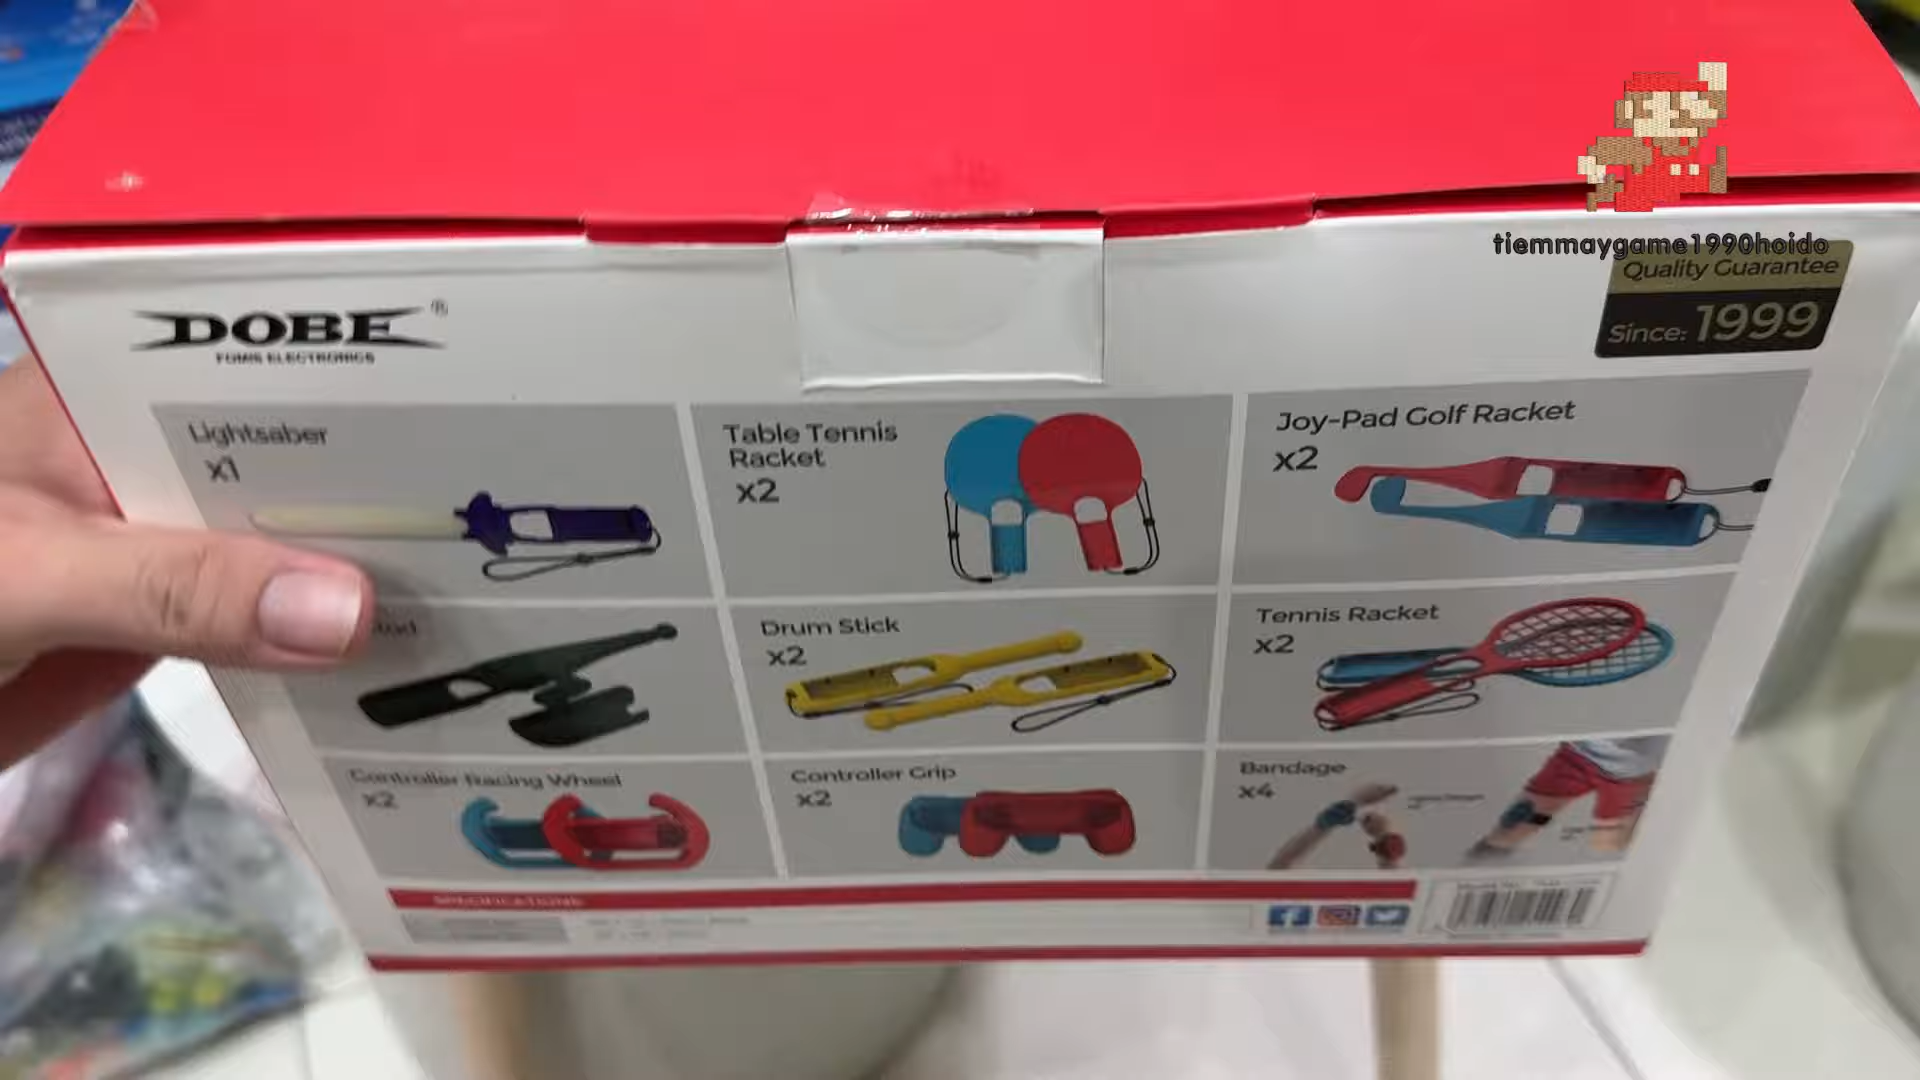 tiemmaygame1990hoido
Quality Guarantee
Since: 1999
DOBE®
FOMIS ELECTRONICS
Lightsaber
x1
Table Tennis
Racket
x2
Joy-Pad Golf Racket
x2
Drum Stick
x2
Tennis Racket
x2
Controller Racing Wheel
x2
Controller Grip
x2
Bandage
x4
SPECIFICATIONS